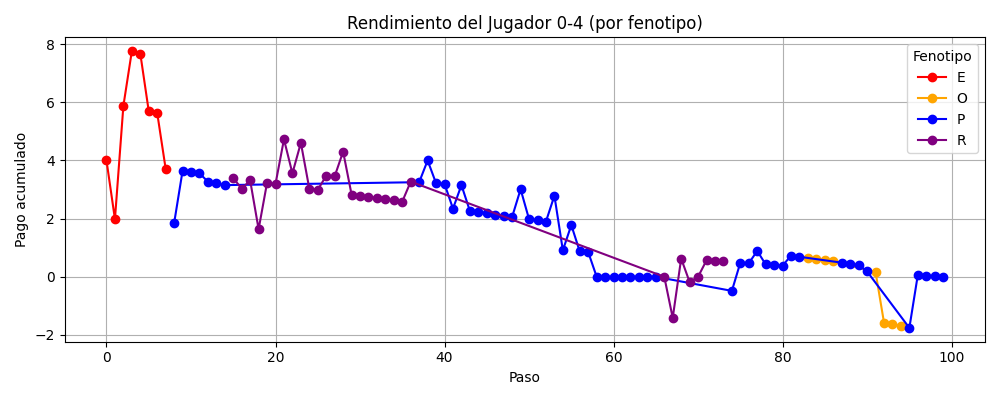 Rendimiento del Jugador 0-4 (por fenotipo)
Pago acumulado
8
6
4
2
0
−2
0 20 40 60 80 100
Paso
Fenotipo
E
O
P
R